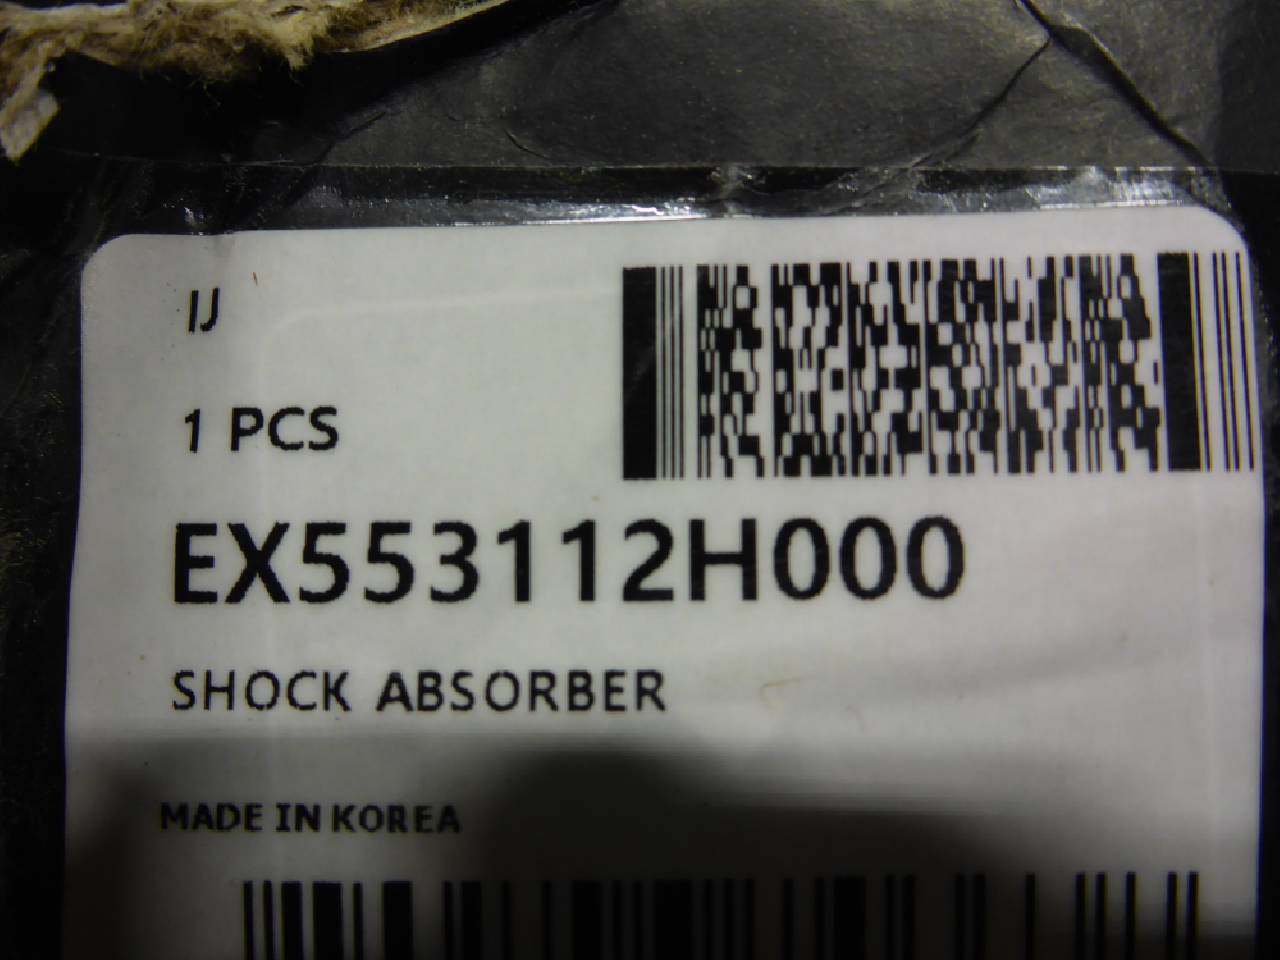 IJ
1 PCS
EX553112H000
SHOCK ABSORBER
MADE IN KOREA